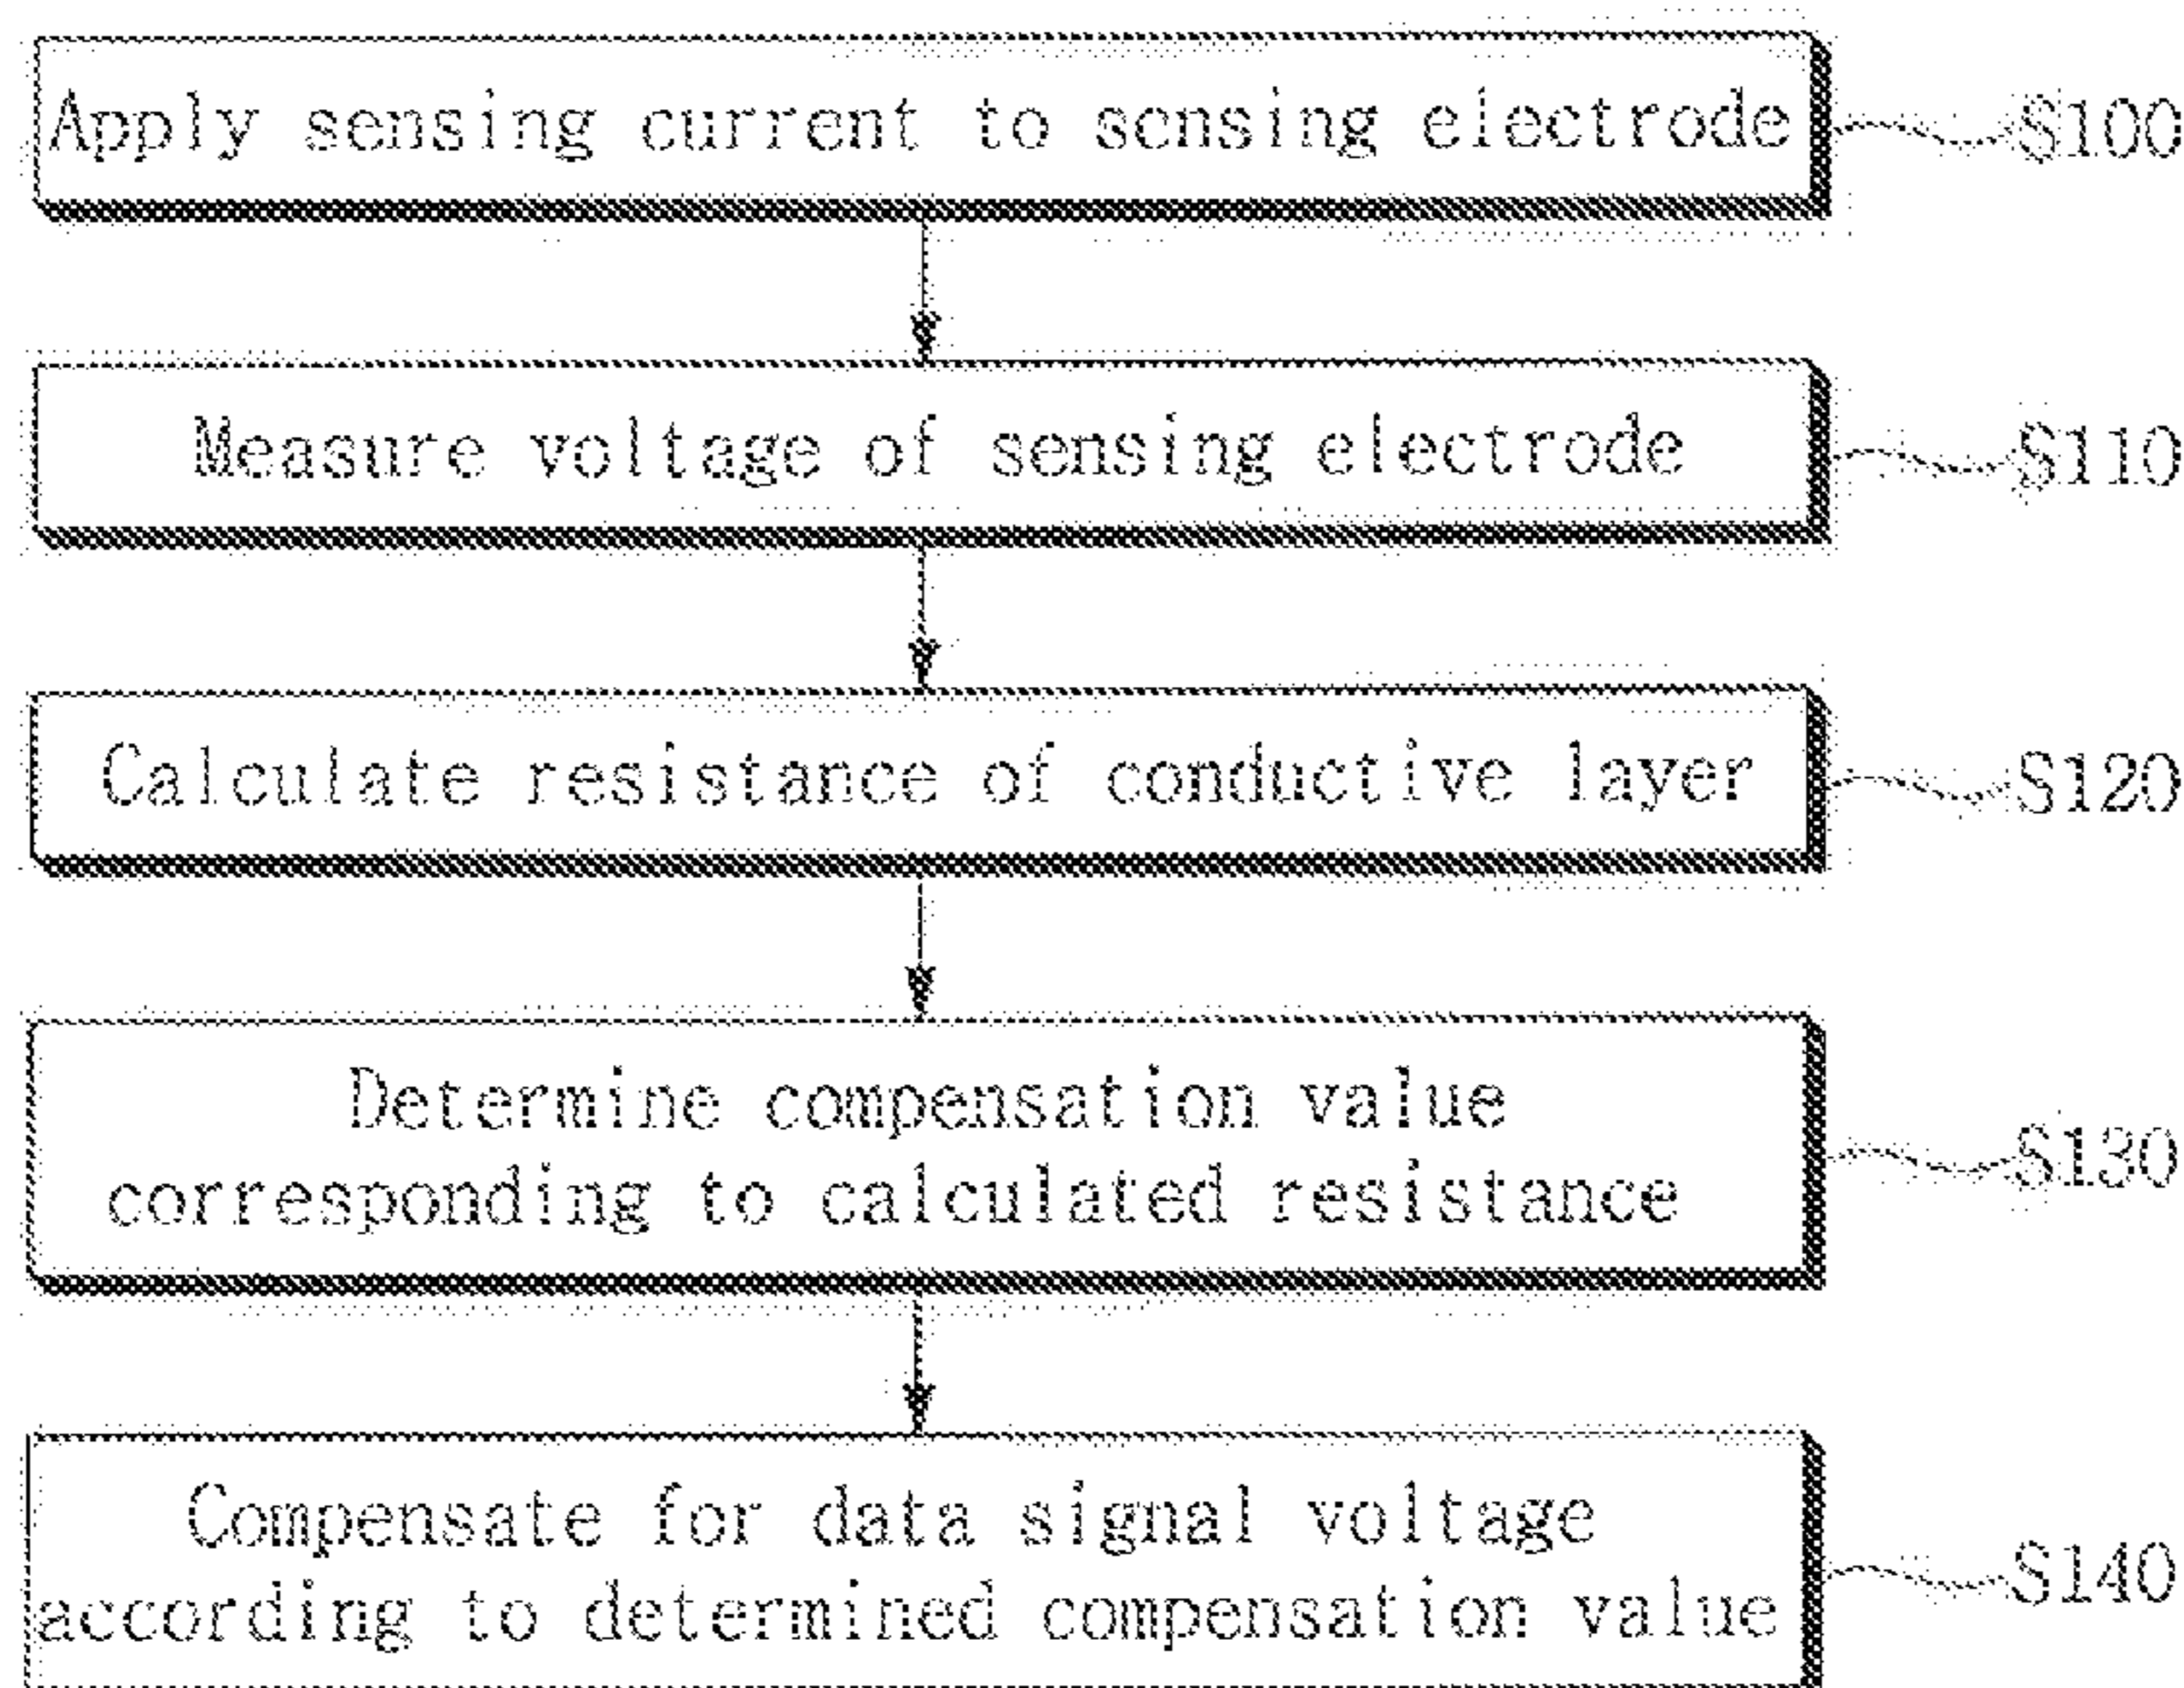 Apply sensing current to sensing electrode
S100
Measure voltage of sensing electrode
S110
Calculate resistance of conductive layer
S120
Determine compensation value
corresponding to calculated resistance
S130
Compensate for data signal voltage
according to determined compensation value
S140